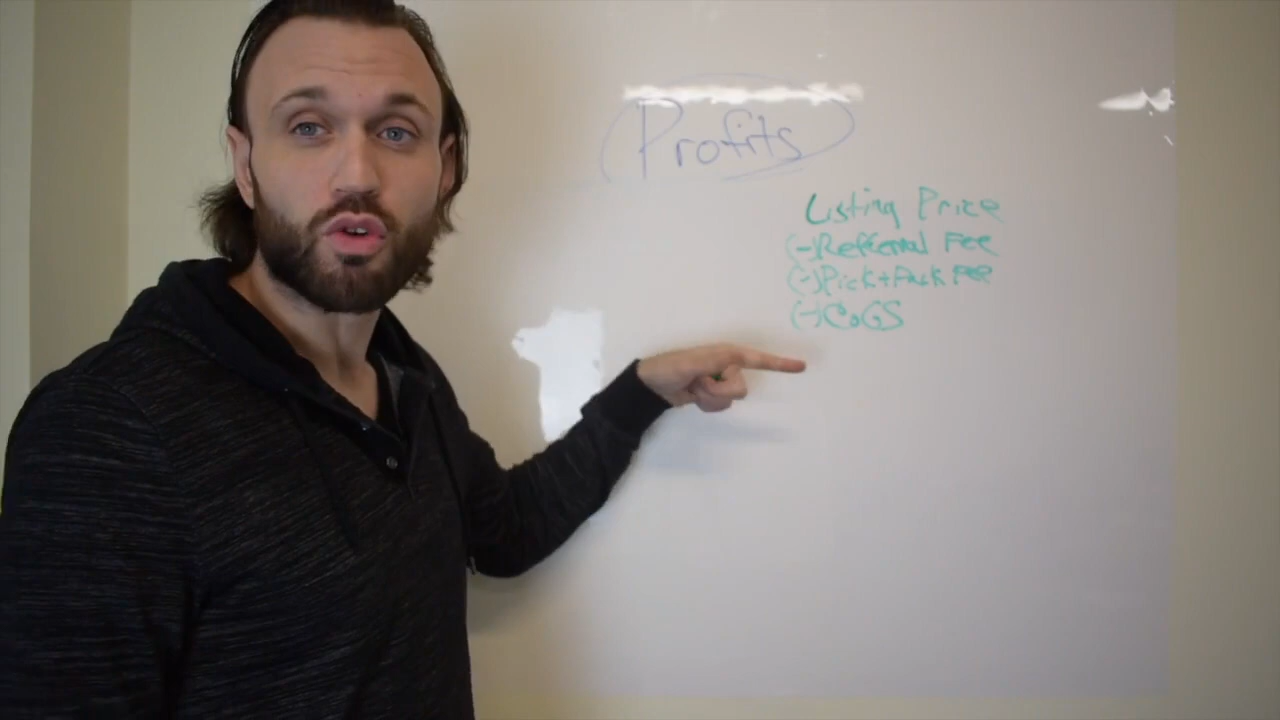 Profits
Listing Price
(-) Referral Fee
(-) Pick + Pack Fee
(-) CoGS